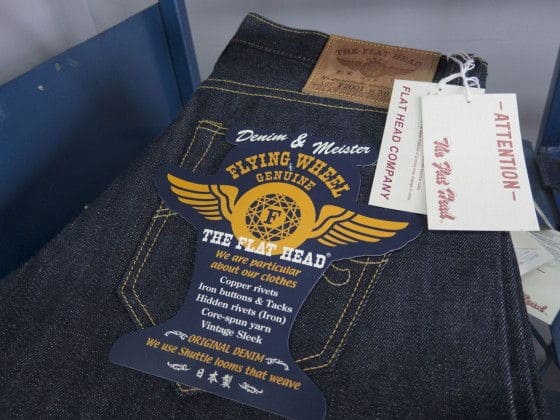 THE FLAT HEAD
Denim & Meister
FLYING WHEEL
GENUINE
F
THE FLAT HEAD®
We are particular
about our clothes
Copper rivets
Iron buttons & Tacks
Hidden rivets (Iron)
Core-spun yarn
Vintage Sleek
ORIGINAL DENIM
We use Shuttle looms that weave
日本製
FLAT HEAD COMPANY
–ATTENTION–
The Flat Head.